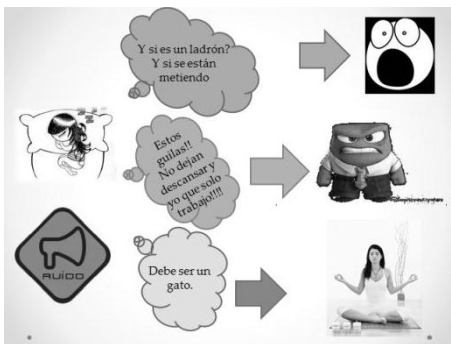 Y si es un ladrón?
Y si se están
metiendo
Estos
guilas!!
No dejan
descansar y
yo que solo
trabajo!!!!
RUÍDO
Debe ser un
gato.